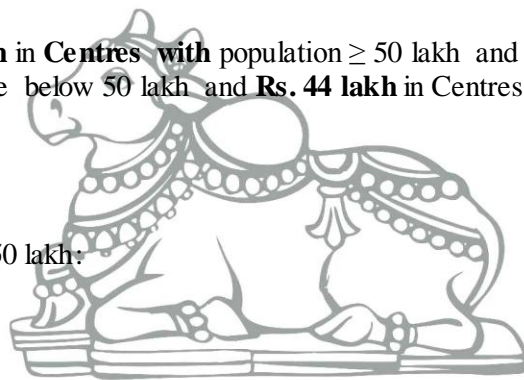 n in Centres with population ≥ 50 lakh and
e below 50 lakh and Rs. 44 lakh in Centres
50 lakh: